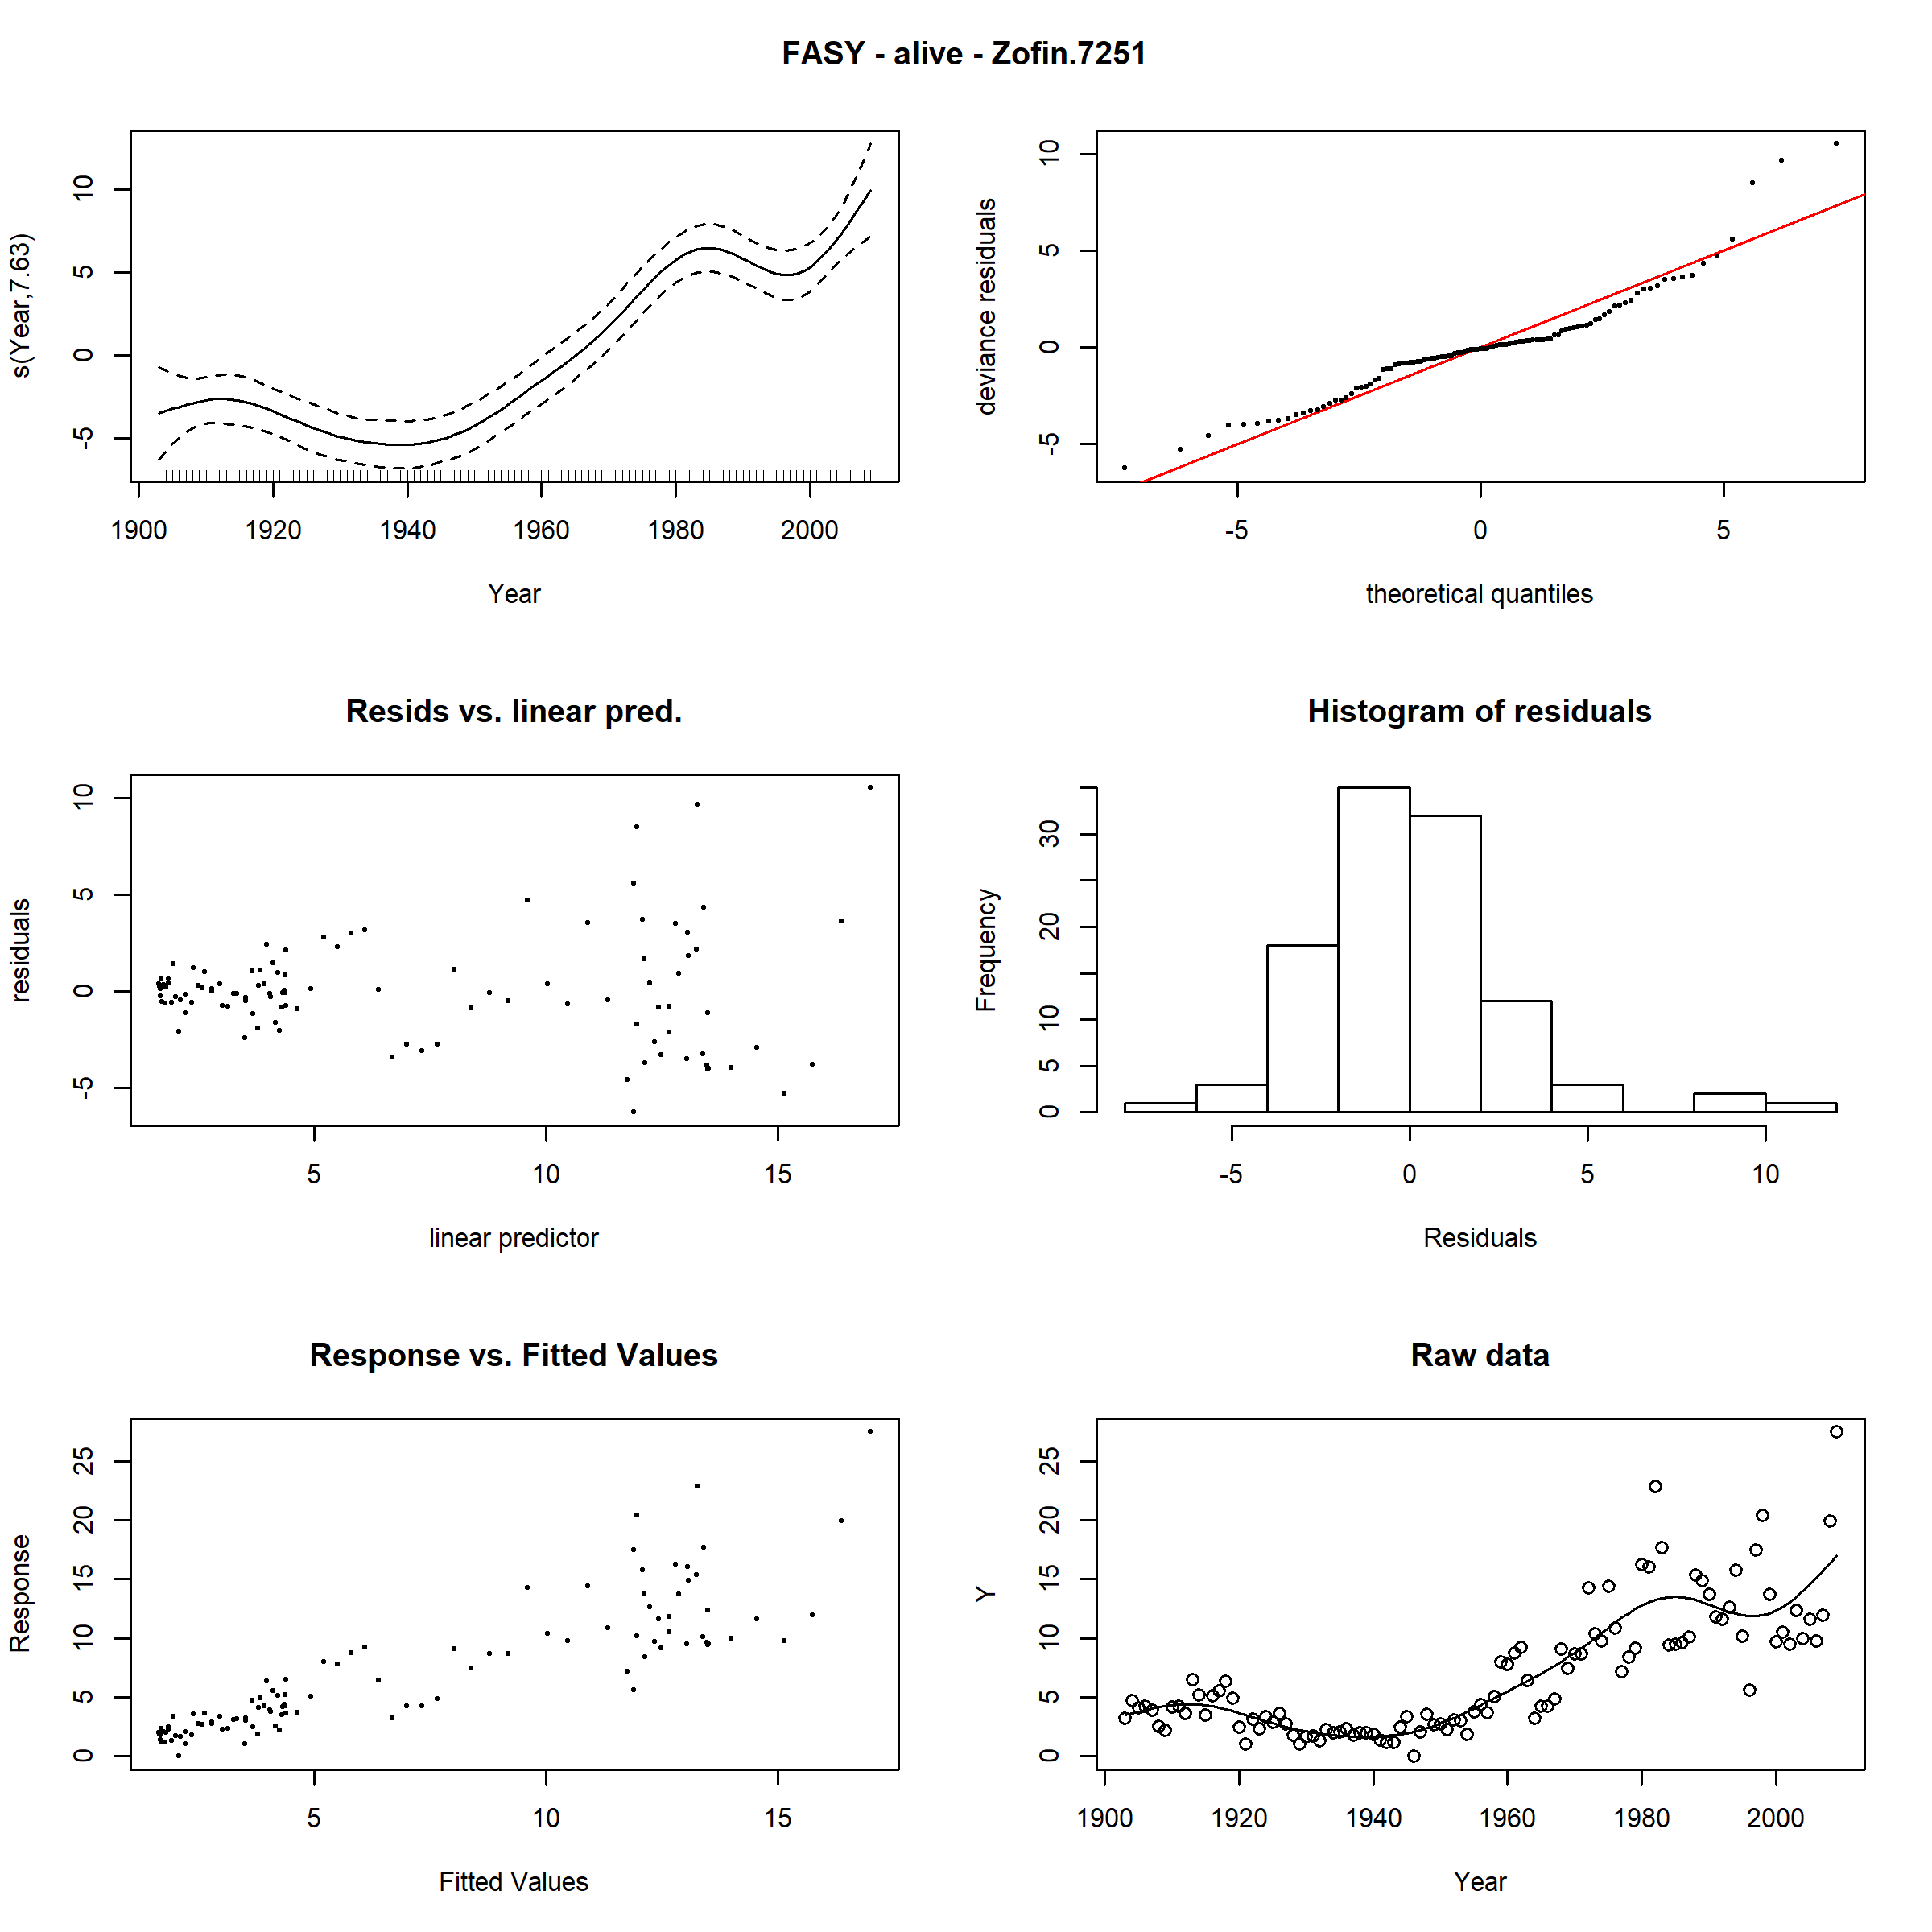 FASY - alive - Zofin.7251
s(Year,7.63)
10
5
0
-5
1900 1920 1940 1960 1980 2000
Year
deviance residuals
10
5
0
-5
-5 0 5
theoretical quantiles
Resids vs. linear pred.
residuals
10
5
0
-5
5 10 15
linear predictor
Histogram of residuals
Frequency
30
20
10
5
0
-5 0 5 10
Residuals
Response vs. Fitted Values
Response
25
20
15
10
5
0
5 10 15
Fitted Values
Raw data
Y
25
20
15
10
5
0
1900 1920 1940 1960 1980 2000
Year